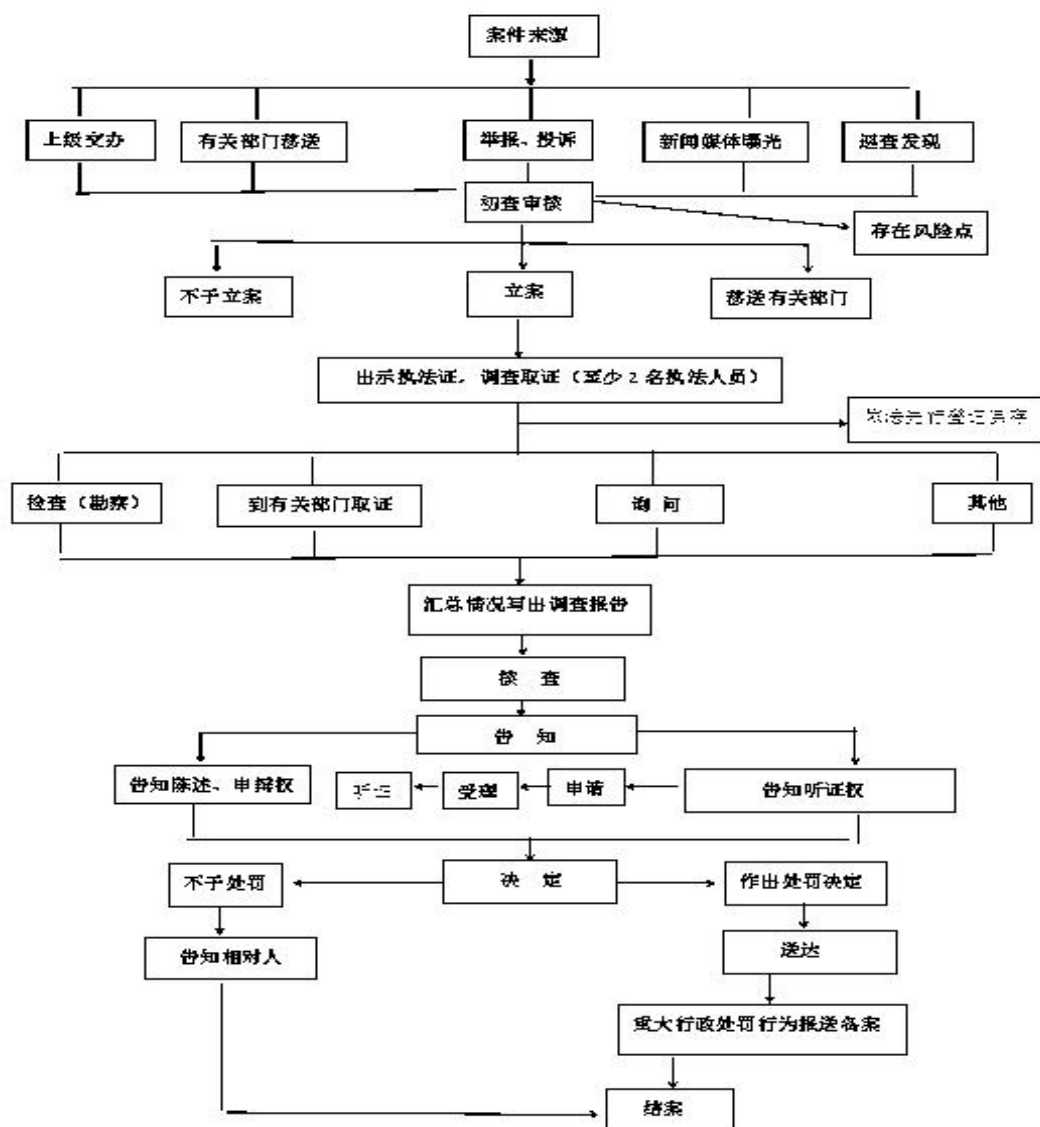 案件来源
上级交办
有关部门移送
举报、投诉
新闻媒体曝光
巡查发现
初查审核
存在风险点
不予立案
立案
移送有关部门
出示执法证，调查取证（至少2名执法人员）
检查（勘察）
到有关部门取证
询 问
其他
汇总情况写出调查报告
核 查
告 知
告知陈述、申辩权
受理
申请
告知听证权
不予处罚
决 定
作出处罚决定
告知相对人
送达
重大行政处罚行为报送备案
结案